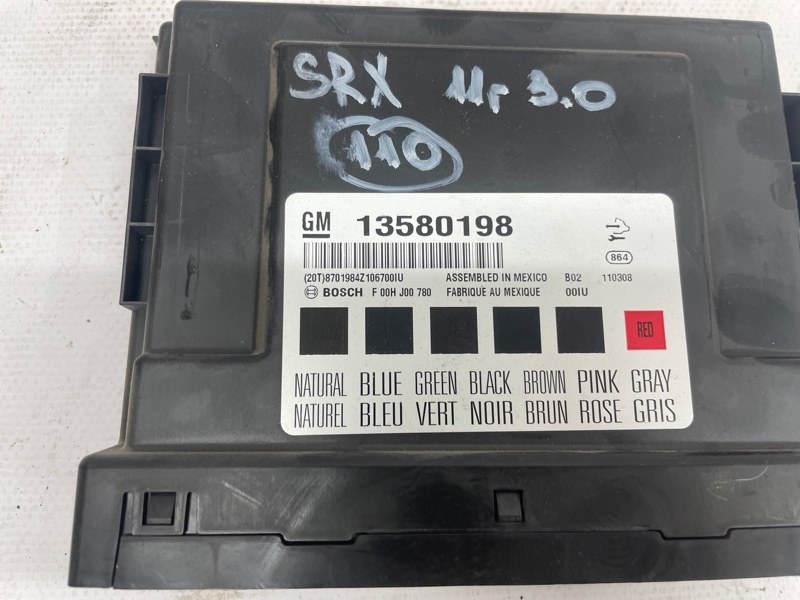 SRX 11г 3.0
110
GM 13580198
864
(20T)8701984Z106700IU ASSEMBLED IN MEXICO B02 110308
BOSCH F 00H J00 780 FABRIQUE AU MEXIQUE 00IU
RED
NATURAL BLUE GREEN BLACK BROWN PINK GRAY
NATUREL BLEU VERT NOIR BRUN ROSE GRIS